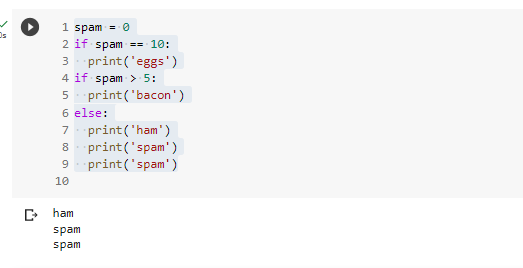 0s
1 spam = 0
2 if spam == 10:
3   print('eggs')
4 if spam > 5:
5   print('bacon')
6 else:
7   print('ham')
8   print('spam')
9   print('spam')
10
ham
spam
spam